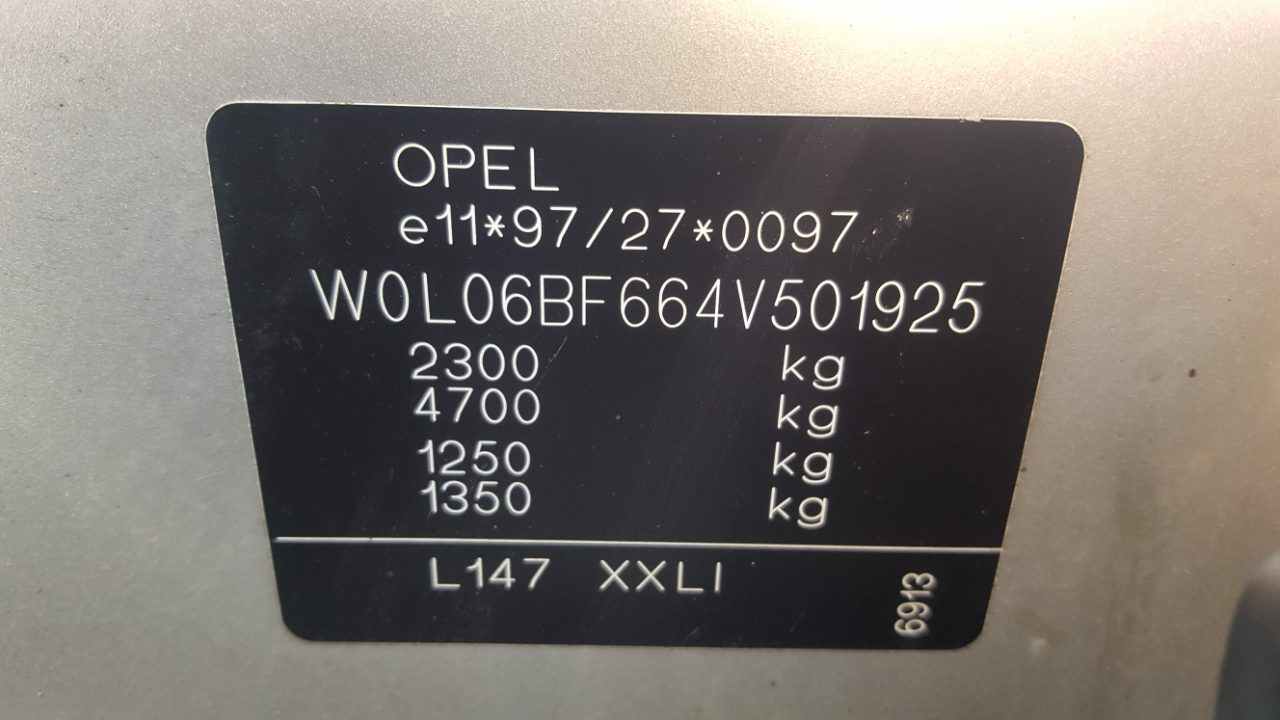 OPEL
e11*97/27*0097
W0L06BF664V501925
2300 kg
4700 kg
1250 kg
1350 kg
L147 XXLI
6913